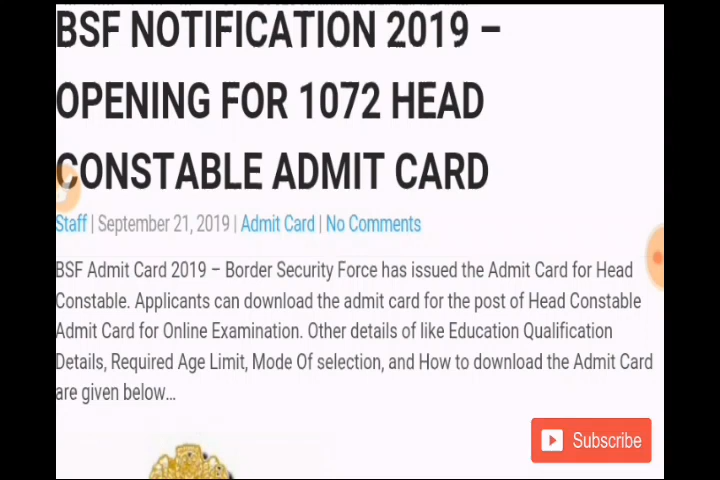 BSF NOTIFICATION 2019 –
OPENING FOR 1072 HEAD
CONSTABLE ADMIT CARD
Staff | September 21, 2019 | Admit Card | No Comments
BSF Admit Card 2019 – Border Security Force has issued the Admit Card for Head
Constable. Applicants can download the admit card for the post of Head Constable
Admit Card for Online Examination. Other details of like Education Qualification
Details, Required Age Limit, Mode Of selection, and How to download the Admit Card
are given below...
Subscribe